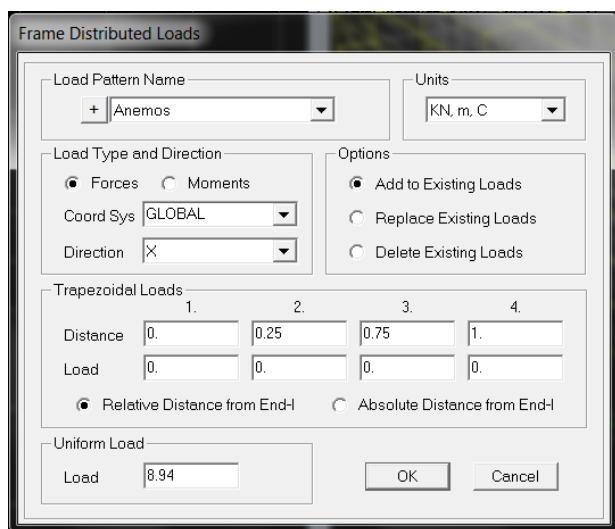 Frame Distributed Loads
Load Pattern Name
+ Anemos
Units
KN, m, C
Load Type and Direction
Forces Moments
Coord Sys GLOBAL
Direction X
Options
Add to Existing Loads
Replace Existing Loads
Delete Existing Loads
Trapezoidal Loads
1. 2. 3. 4.
Distance 0. 0.25 0.75 1.
Load 0. 0. 0. 0.
Relative Distance from End-I Absolute Distance from End-I
Uniform Load
Load 8.94
OK Cancel